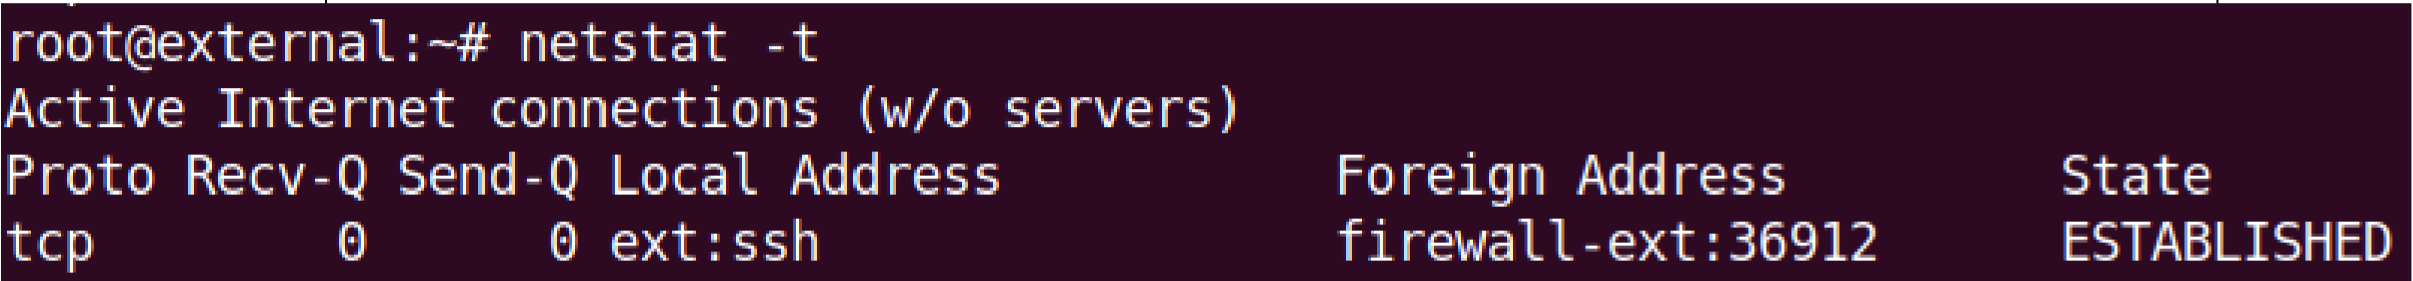 root@external:~# netstat -t
Active Internet connections (w/o servers)
Proto Recv-Q Send-Q Local Address           Foreign Address         State
tcp        0      0 ext:ssh                 firewall-ext:36912      ESTABLISHED